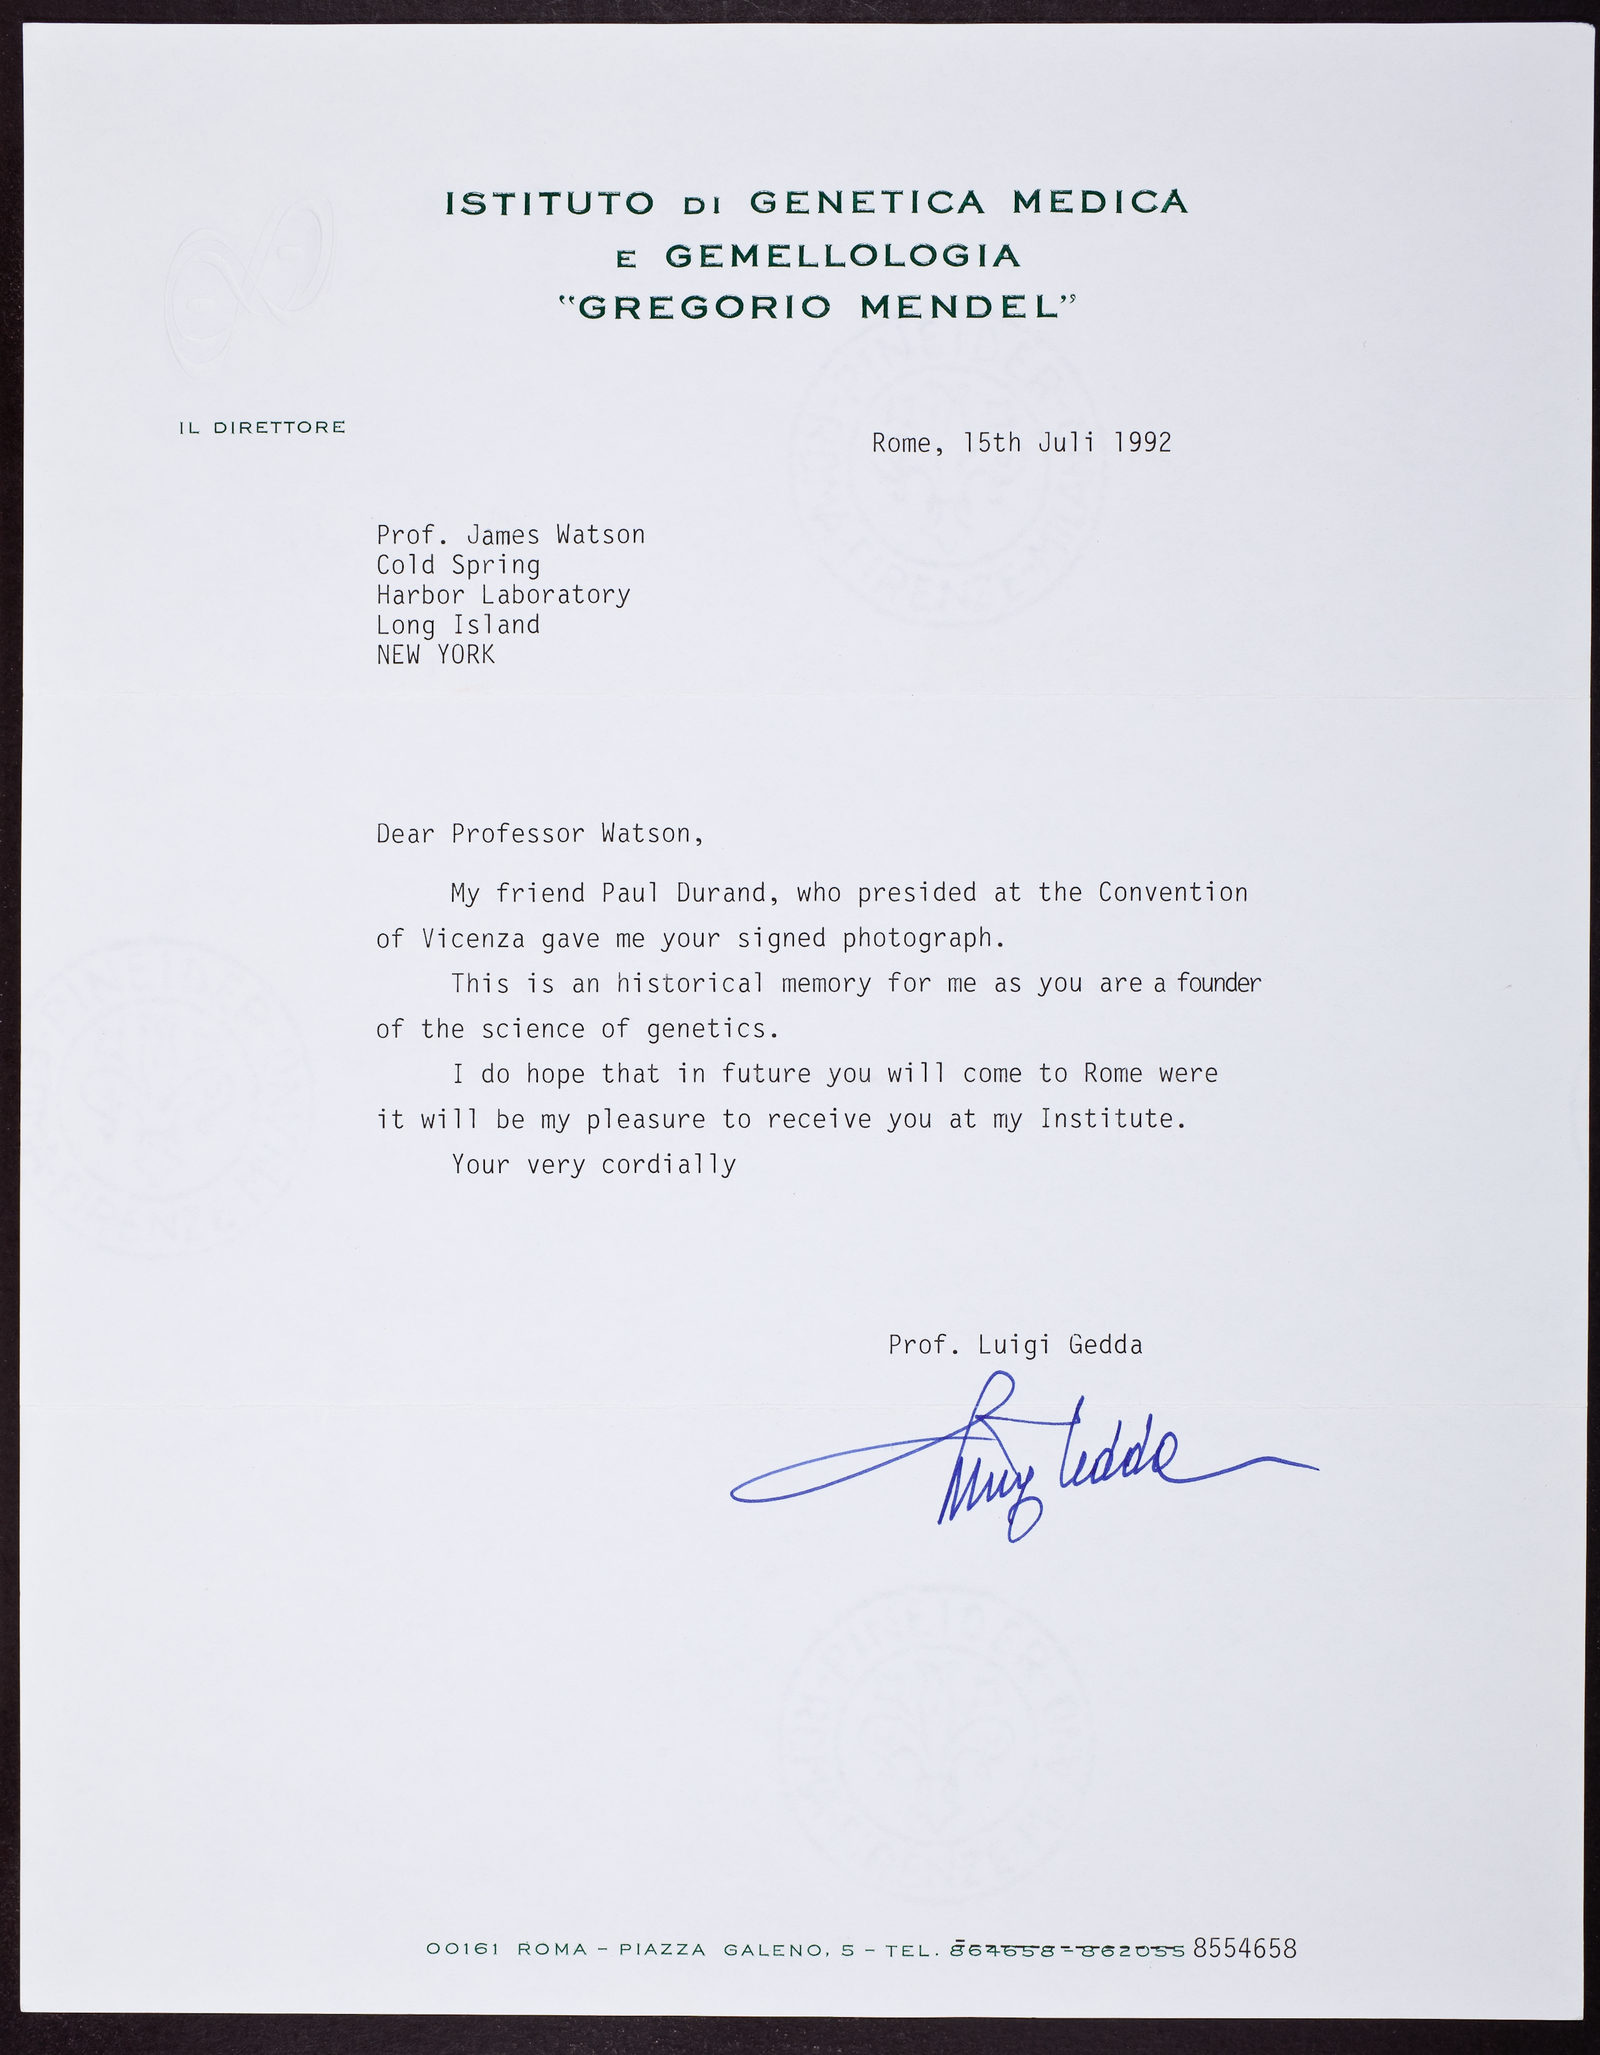 ISTITUTO DI GENETICA MEDICA
E GEMELLOLOGIA
"GREGORIO MENDEL"
IL DIRETTORE
Rome, 15th Juli 1992
Prof. James Watson
Cold Spring
Harbor Laboratory
Long Island
NEW YORK
Dear Professor Watson,
My friend Paul Durand, who presided at the Convention
of Vicenza gave me your signed photograph.
This is an historical memory for me as you are a founder
of the science of genetics.
I do hope that in future you will come to Rome were
it will be my pleasure to receive you at my Institute.
Your very cordially
Prof. Luigi Gedda
Luigi Gedda
00161 ROMA - PIAZZA GALENO, 5 - TEL. 864658 - 862055 8554658